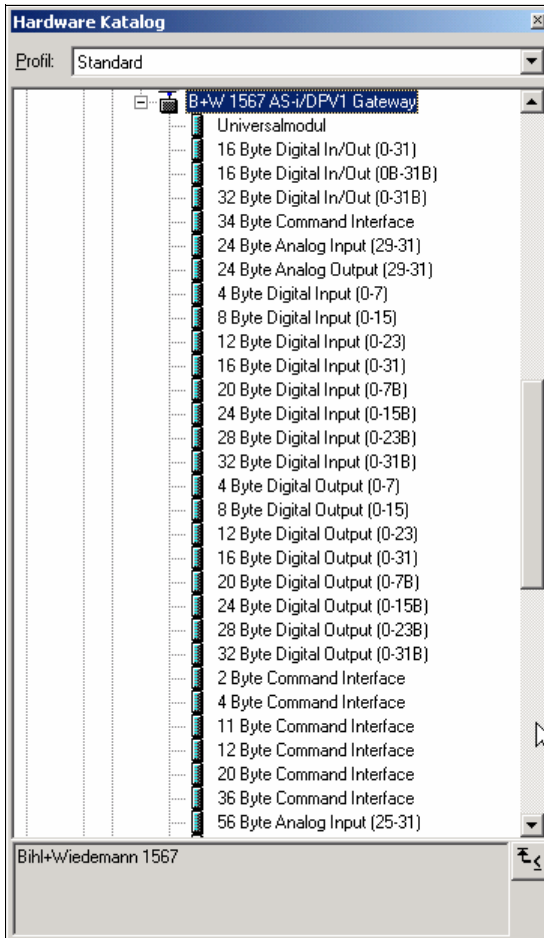 Hardware Katalog
Profil: Standard
B+W 1567 AS-i/DPV1 Gateway
Universalmodul
16 Byte Digital In/Out (0-31)
16 Byte Digital In/Out (0B-31B)
32 Byte Digital In/Out (0-31B)
34 Byte Command Interface
24 Byte Analog Input (29-31)
24 Byte Analog Output (29-31)
4 Byte Digital Input (0-7)
8 Byte Digital Input (0-15)
12 Byte Digital Input (0-23)
16 Byte Digital Input (0-31)
20 Byte Digital Input (0-7B)
24 Byte Digital Input (0-15B)
28 Byte Digital Input (0-23B)
32 Byte Digital Input (0-31B)
4 Byte Digital Output (0-7)
8 Byte Digital Output (0-15)
12 Byte Digital Output (0-23)
16 Byte Digital Output (0-31)
20 Byte Digital Output (0-7B)
24 Byte Digital Output (0-15B)
28 Byte Digital Output (0-23B)
32 Byte Digital Output (0-31B)
2 Byte Command Interface
4 Byte Command Interface
11 Byte Command Interface
12 Byte Command Interface
20 Byte Command Interface
36 Byte Command Interface
56 Byte Analog Input (25-31)
Bihl+Wiedemann 1567